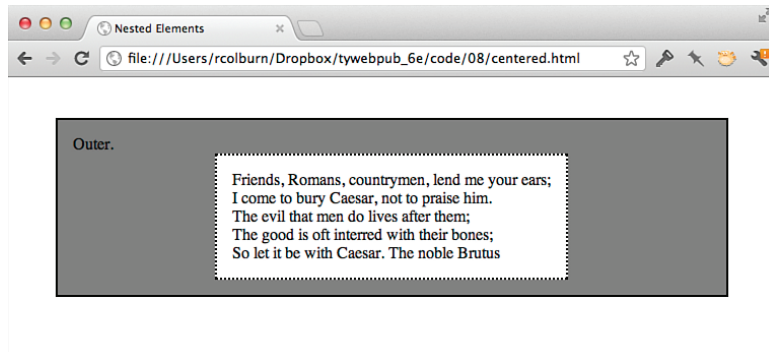 Nested Elements
file:///Users/rcolburn/Dropbox/tywebpub_6e/code/08/centered.html
Outer.
Friends, Romans, countrymen, lend me your ears;
I come to bury Caesar, not to praise him.
The evil that men do lives after them;
The good is oft interred with their bones;
So let it be with Caesar. The noble Brutus